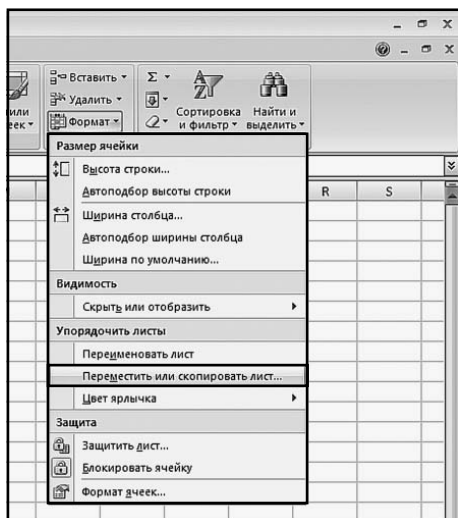 Вставить
Удалить
Формат
Σ
Сортировка и фильтр
Найти и выделить
или
еек
Размер ячейки
Высота строки...
Автоподбор высоты строки
Ширина столбца...
Автоподбор ширины столбца
Ширина по умолчанию...
Видимость
Скрыть или отобразить
Упорядочить листы
Переименовать лист
Переместить или скопировать лист...
Цвет ярлычка
Защита
Защитить лист...
Блокировать ячейку
Формат ячеек...
R
S